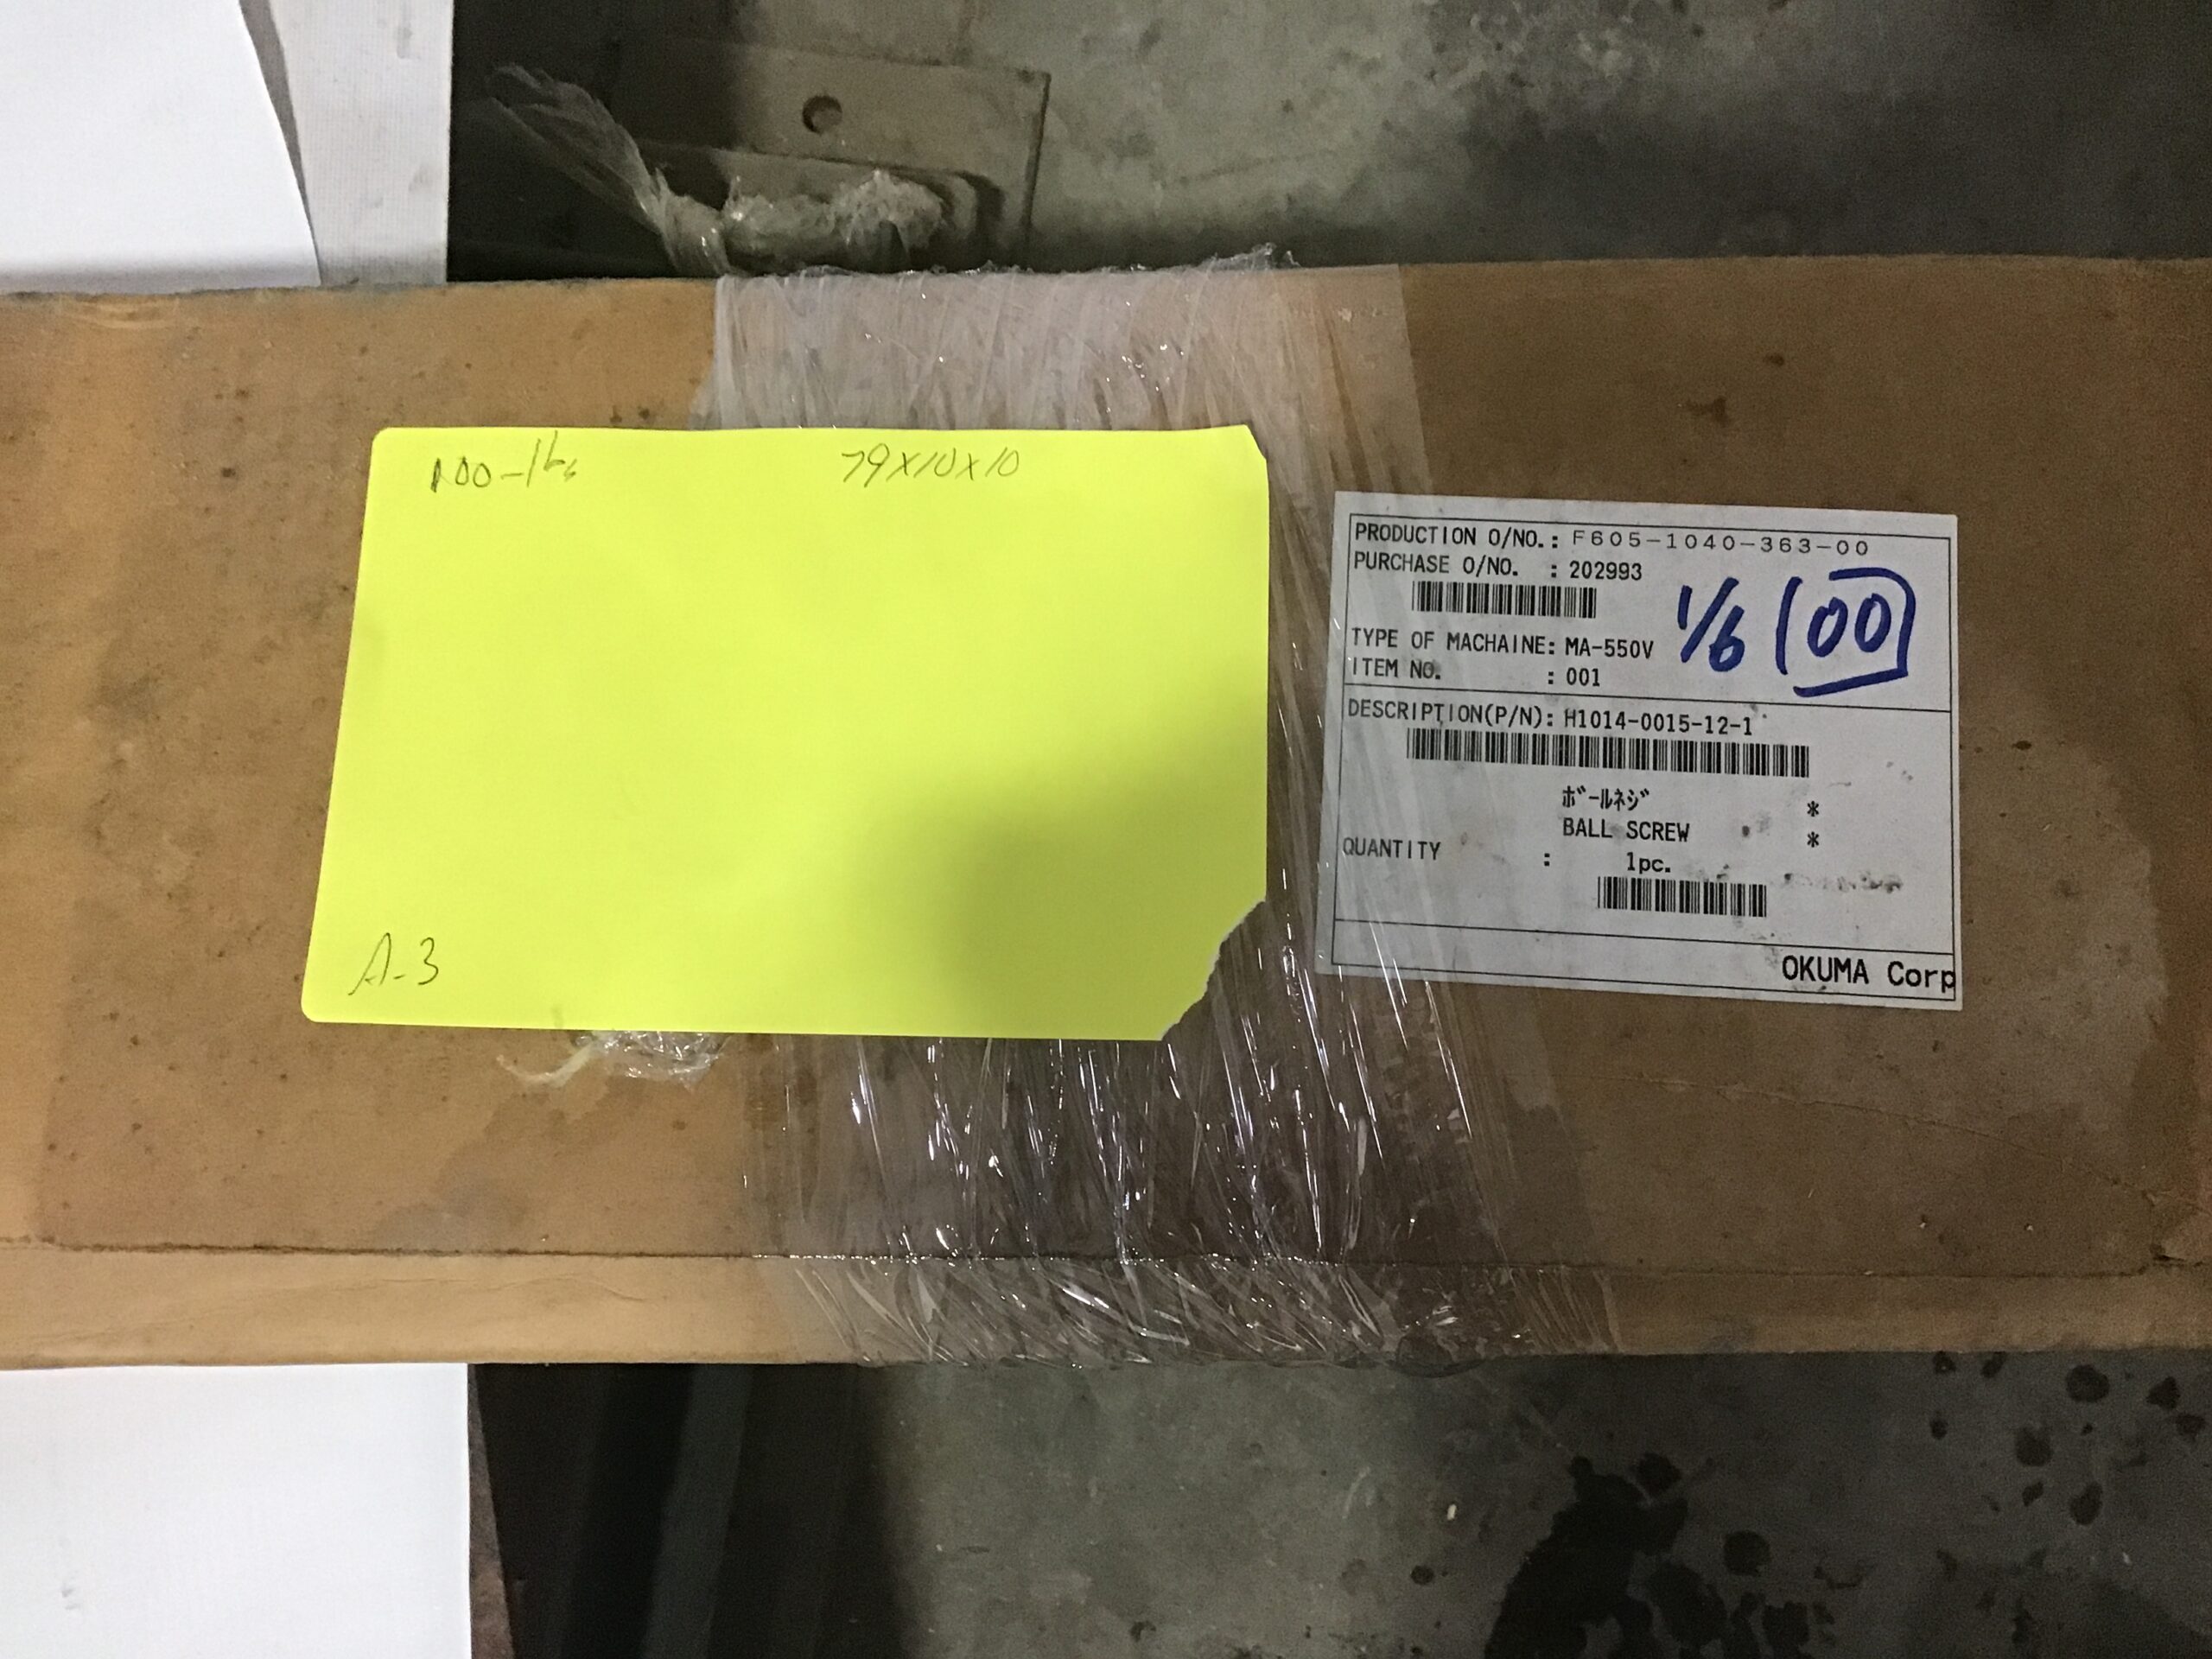 100-lbs
79x10x10
A-3
PRODUCTION O/NO.: F605-1040-363-00
PURCHASE O/NO. : 202993
1/6 (00)
TYPE OF MACHAINE: MA-550V
ITEM NO. : 001
DESCRIPTION(P/N): H1014-0015-12-1
ﾎﾞｰﾙﾈｼﾞ *
BALL SCREW *
QUANTITY : 1pc.
OKUMA Corp